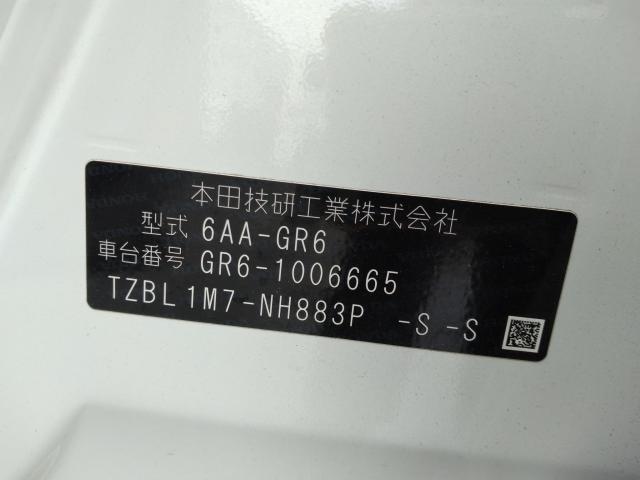 本田技研工業株式会社
型式 6AA-GR6
車台番号 GR6-1006665
TZBL1M7-NH883P -S -S